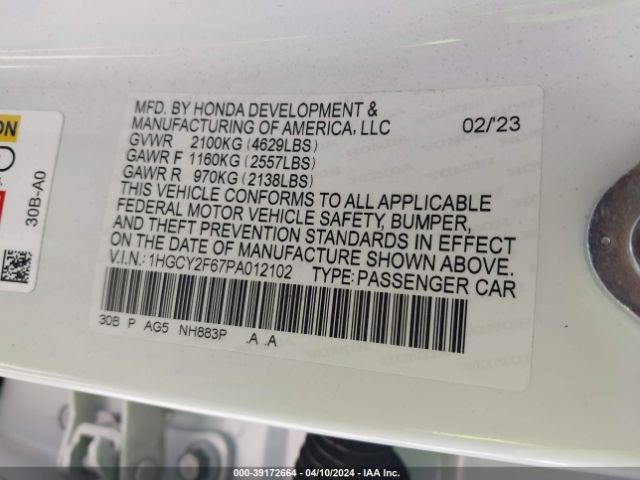 MFD. BY HONDA DEVELOPMENT &
MANUFACTURING OF AMERICA, LLC 02/'23
GVWR 2100KG (4629LBS)
GAWR F 1160KG (2557LBS)
GAWR R 970KG (2138LBS)
THIS VEHICLE CONFORMS TO ALL APPLICABLE
FEDERAL MOTOR VEHICLE SAFETY, BUMPER,
AND THEFT PREVENTION STANDARDS IN EFFECT
ON THE DATE OF MANUFACTURE SHOWN ABOVE.
V.I.N.: 1HGCY2F67PA012102 TYPE: PASSENGER CAR
30B P AG5 NH883P .A .A
30B-A0
000-39172664 - 04/10/2024 - IAA Inc.